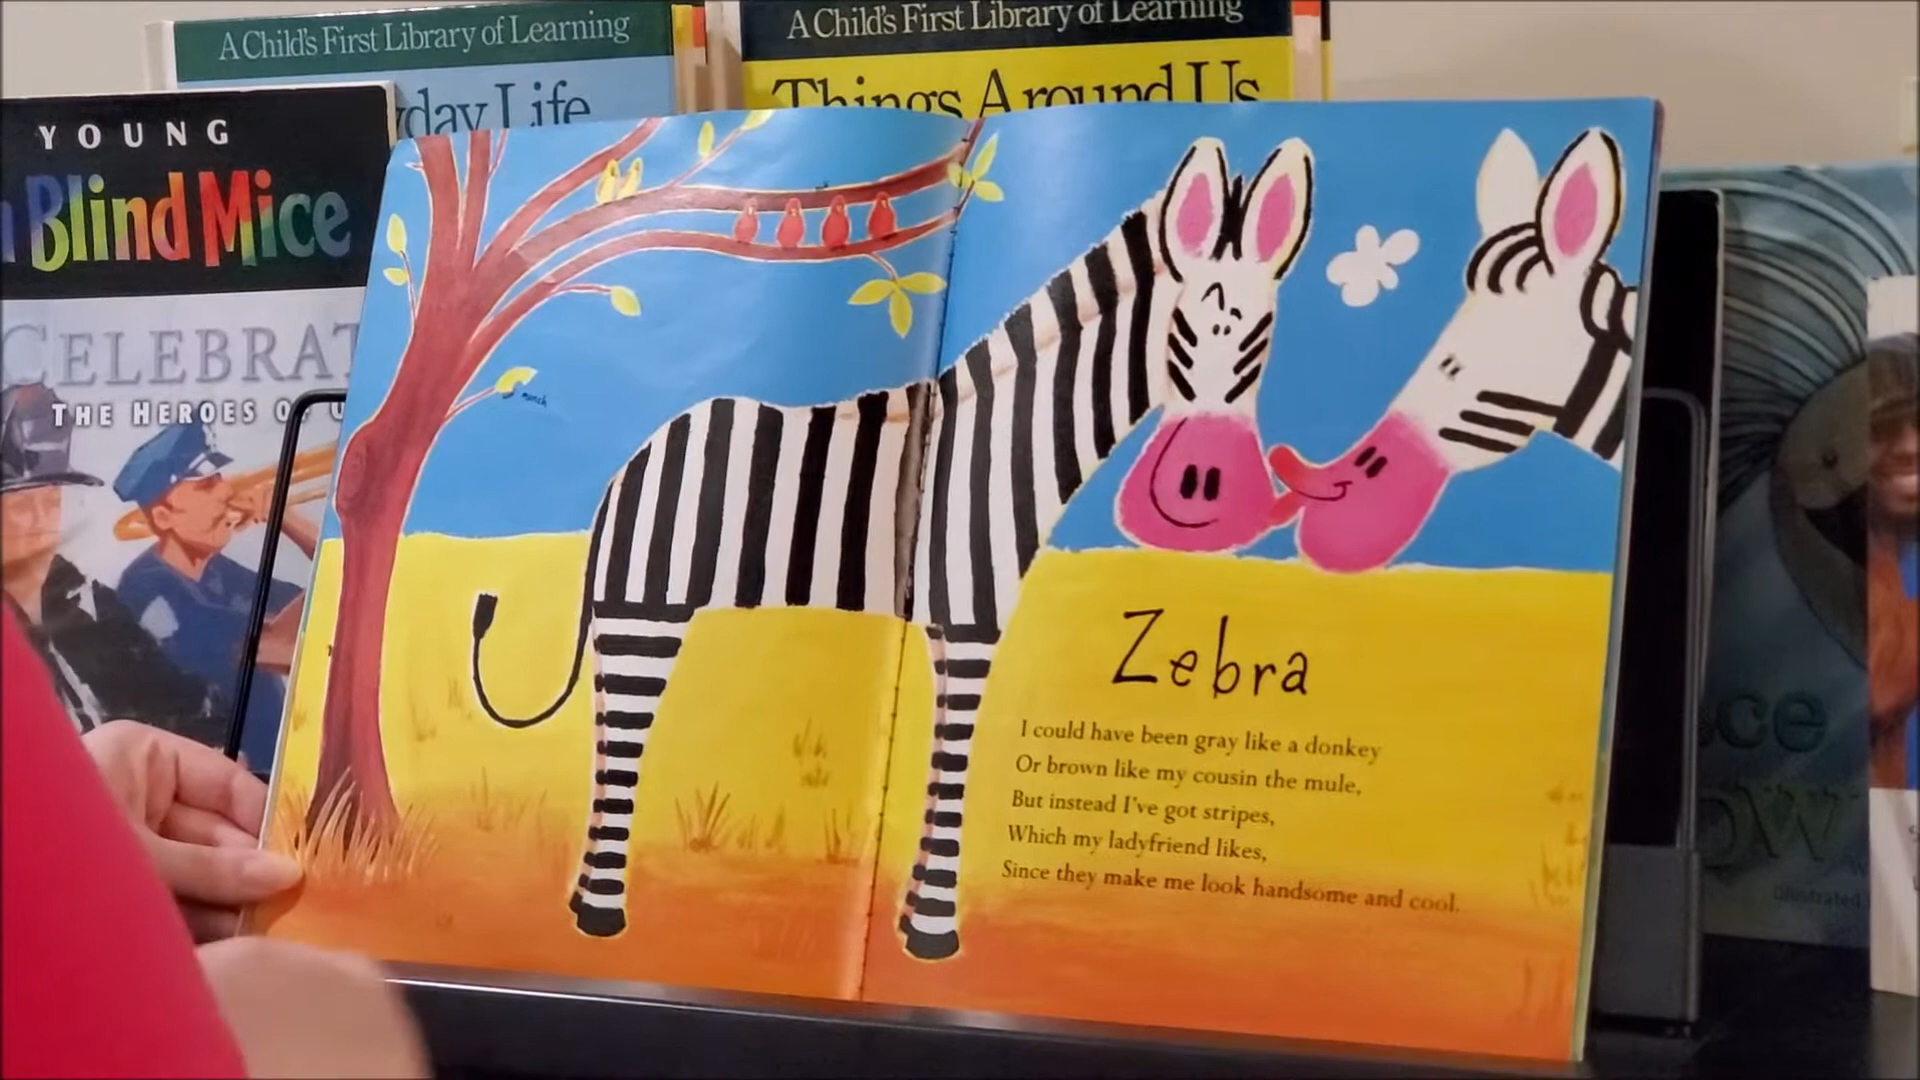 A Child's First Library of Learning
A Child's First Library of Learning
Life
Things Around Us
YOUNG
Blind Mice
THE HEROES
munch
Zebra
I could have been gray like a donkey
Or brown like my cousin the mule,
But instead I've got stripes,
Which my ladyfriend likes,
Since they make me look handsome and cool.